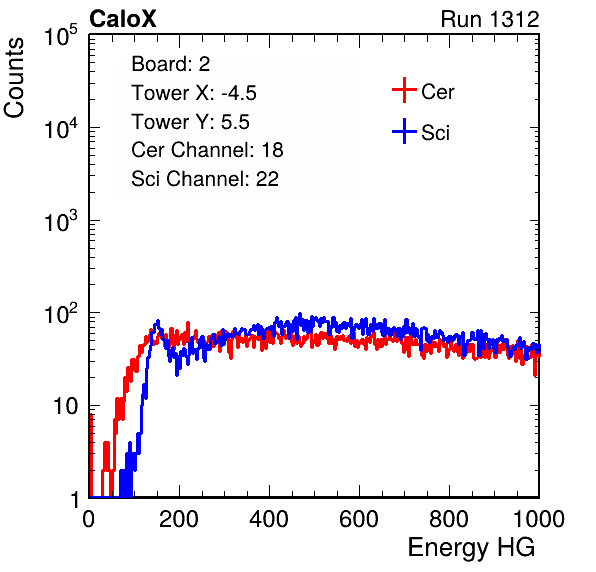 CaloX Run 1312
Counts
10^5
10^4
10^3
10^2
10
1
Board: 2
Tower X: -4.5
Tower Y: 5.5
Cer Channel: 18
Sci Channel: 22
Cer
Sci
0 200 400 600 800 1000
Energy HG